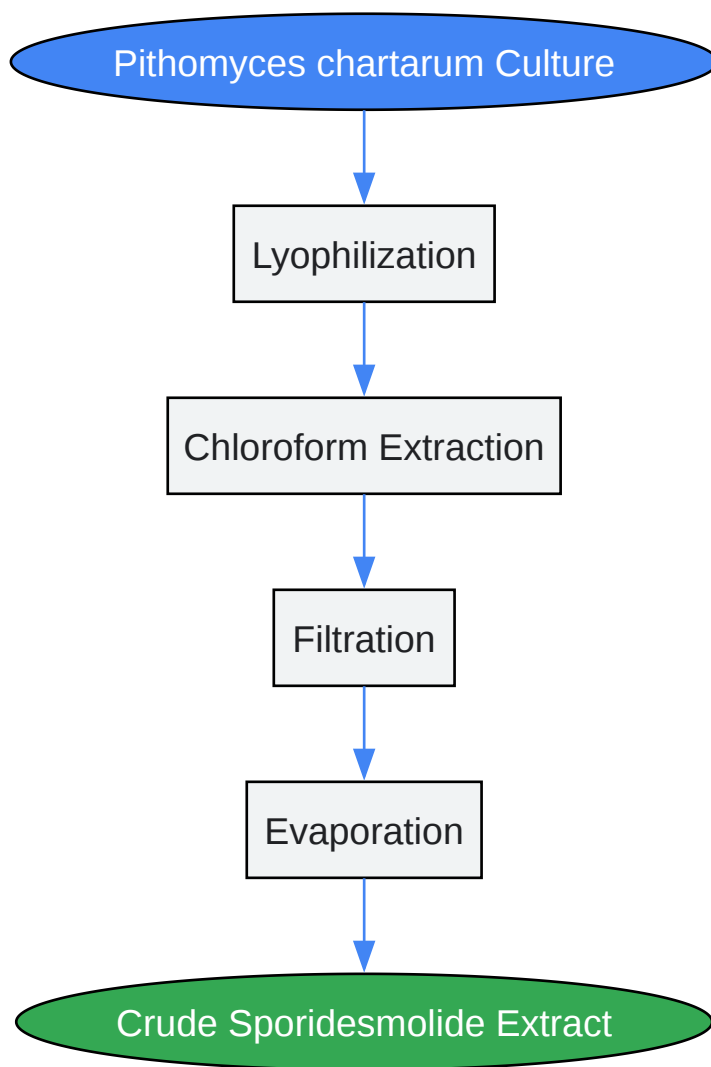 Pithomyces chartarum Culture
Lyophilization
Chloroform Extraction
Filtration
Evaporation
Crude Sporidesmolide Extract